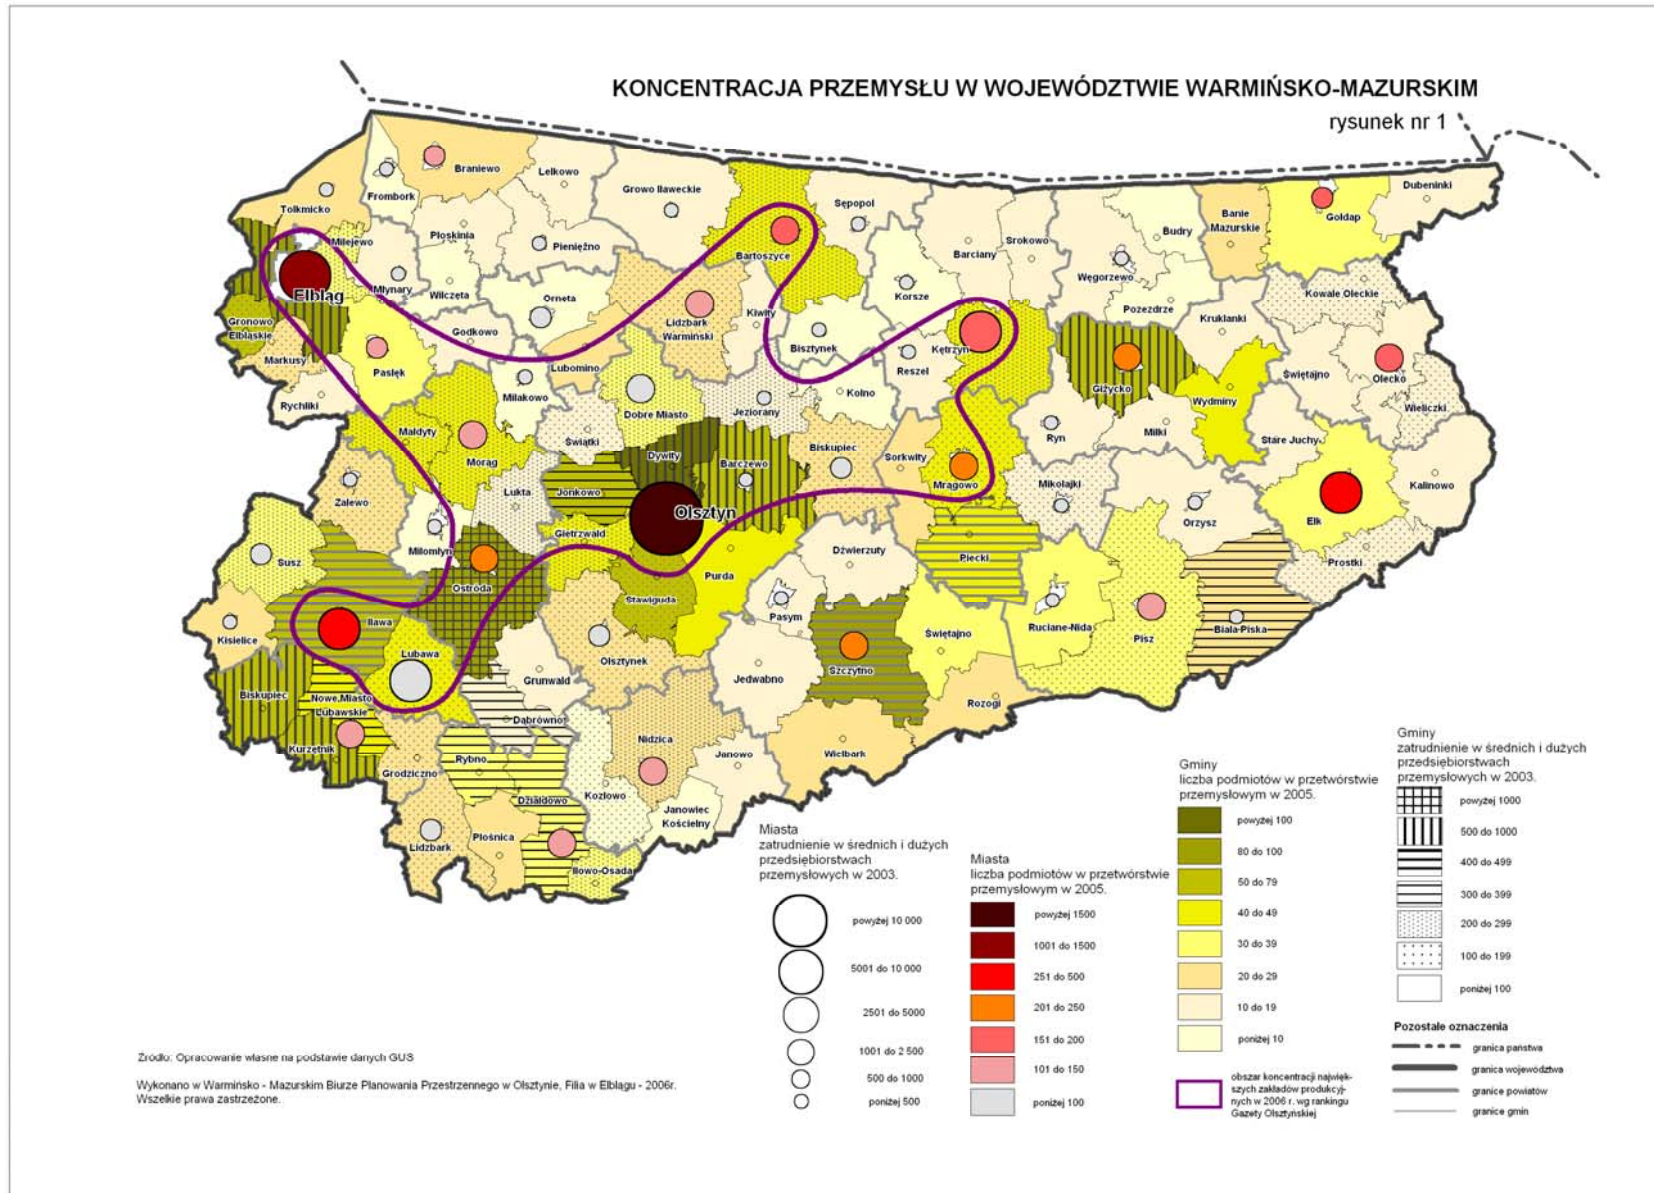 KONCENTRACJA PRZEMYSŁU W WOJEWÓDZTWIE WARMIŃSKO-MAZURSKIM
rysunek nr 1
Braniewo
Lelkowo
Frombork
Growo Iławeckie
Tolkmicko
Sępopol
Dubeninki
Banie
Mazurskie
Gołdap
Budry
Milejewo
Płoskinia
Pieniężno
Bartoszyce
Barciany
Srokowo
Węgorzewo
Elbląg
Młynary
Wilczęta
Orneta
Korsze
Pozezdrze
Kowale Oleckie
Kruklanki
Gronowo
Elbląskie
Godkowo
Lidzbark
Warmiński
Kiwity
Bisztynek
Kętrzyn
Reszel
Markusy
Pasłęk
Lubomino
Giżycko
Świętajno
Olecko
Rychliki
Miłakowo
Dobre Miasto
Jeziorany
Kolno
Wydminy
Wieliczki
Małdyty
Morąg
Świątki
Ryn
Miłki
Stare Juchy
Dywity
Barczewo
Biskupiec
Sorkwity
Mrągowo
Mikołajki
Kalinowo
Zalewo
Łukta
Jonkowo
Olsztyn
Orzysz
Ełk
Miłomłyn
Gietrzwałd
Dźwierzuty
Piecki
Susz
Ostróda
Purda
Prostki
Stawiguda
Pasym
Iława
Świętajno
Ruciane-Nida
Pisz
Biała Piska
Kisielice
Lubawa
Olsztynek
Szczytno
Grunwald
Jedwabno
Biskupiec
Nowe Miasto
Lubawskie
Rozogi
Dąbrówno
Kurzętnik
Rybno
Nidzica
Janowo
Wielbark
Grodziczno
Działdowo
Kozłowo
Janowiec
Kościelny
Lidzbark
Płośnica
Iłowo-Osada
Miasta
zatrudnienie w średnich i dużych
przedsiębiorstwach
przemysłowych w 2003.
powyżej 10 000
5001 do 10 000
2501 do 5000
1001 do 2 500
500 do 1000
poniżej 500
Miasta
liczba podmiotów w przetwórstwie
przemysłowym w 2005.
powyżej 1500
1001 do 1500
251 do 500
201 do 250
151 do 200
101 do 150
poniżej 100
Gminy
liczba podmiotów w przetwórstwie
przemysłowym w 2005.
powyżej 100
80 do 100
50 do 79
40 do 49
30 do 39
20 do 29
10 do 19
poniżej 10
obszar koncentracji najwięk-
szych zakładów produkcyj-
nych w 2006 r. wg rankingu
Gazety Olsztyńskiej
Gminy
zatrudnienie w średnich i dużych
przedsiębiorstwach
przemysłowych w 2003.
powyżej 1000
500 do 1000
400 do 499
300 do 399
200 do 299
100 do 199
poniżej 100
Pozostałe oznaczenia
granica państwa
granica województwa
granice powiatów
granice gmin
Źródło: Opracowanie własne na podstawie danych GUS
Wykonano w Warmińsko - Mazurskim Biurze Planowania Przestrzennego w Olsztynie, Filia w Elblągu - 2006r.
Wszelkie prawa zastrzeżone.